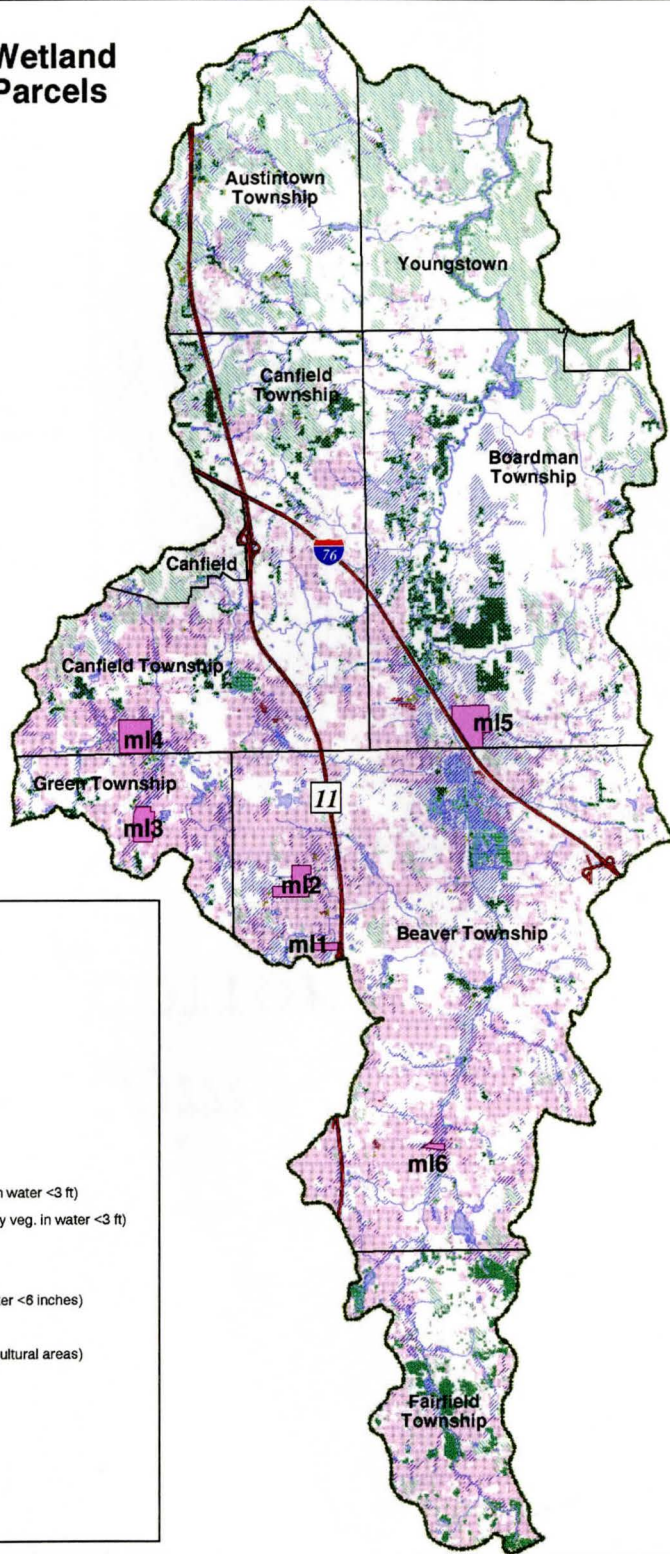 Wetland
Parcels
Austintown
Township
Youngstown
Canfield
Township
Boardman
Township
76
Canfield
Canfield Township
ml5
ml4
Green Township
11
ml3
ml2
ml1
Beaver Township
water <3 ft)
y veg. in water <3 ft)
ml6
ter <6 inches)
ultural areas)
Fairfield
Township